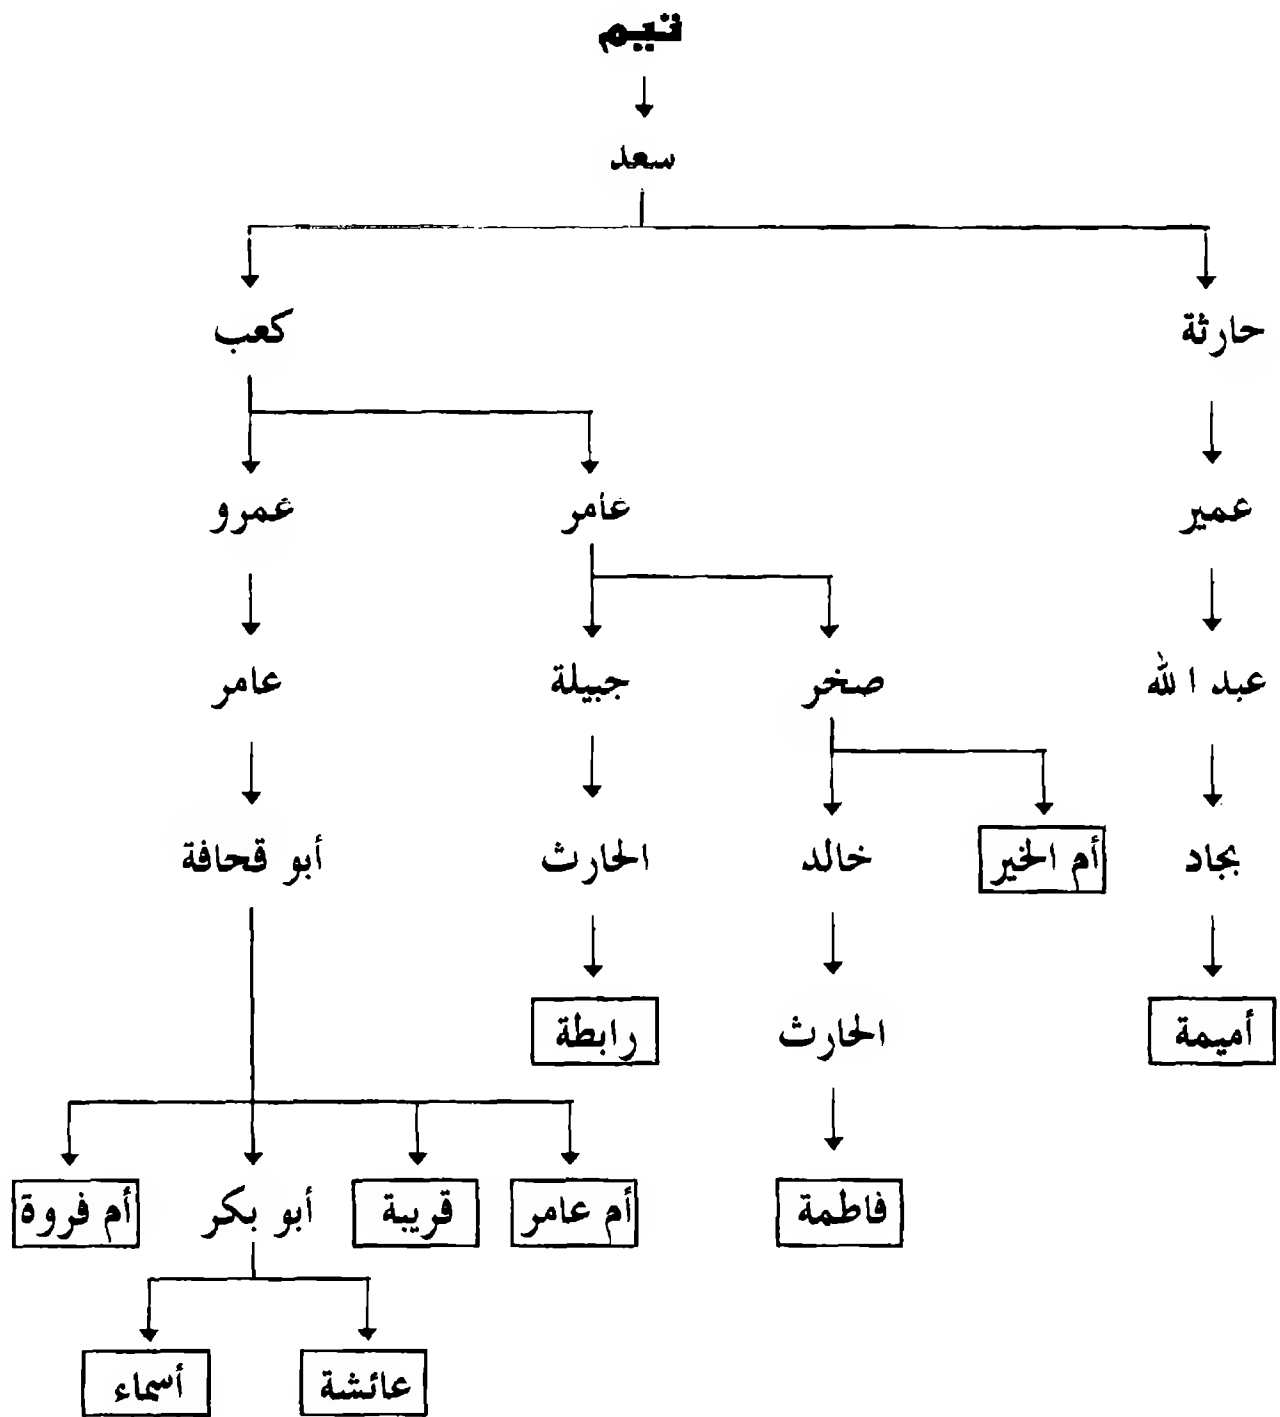 تيم
سعد
حارثة
كعب
عمير
عامر
عمرو
عبد الله
صخر
جبيلة
عامر
بجاد
أم الخير
خالد
الحارث
أبو قحافة
أميمة
الحارث
رابطة
فاطمة
أم عامر
قريبة
أبو بكر
أم فروة
عائشة
أسماء